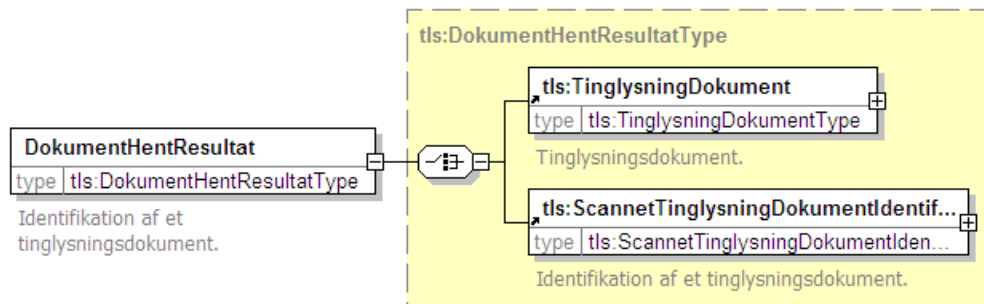 tls:DokumentHentResultatType
tls:TinglysningDokument
type tls:TinglysningDokumentType
Tinglysningsdokument.
DokumentHentResultat
type tls:DokumentHentResultatType
Identifikation af et
tinglysningsdokument.
tls:ScannetTinglysningDokumentIdentif...
type tls:ScannetTinglysningDokumentIden...
Identifikation af et tinglysningsdokument.